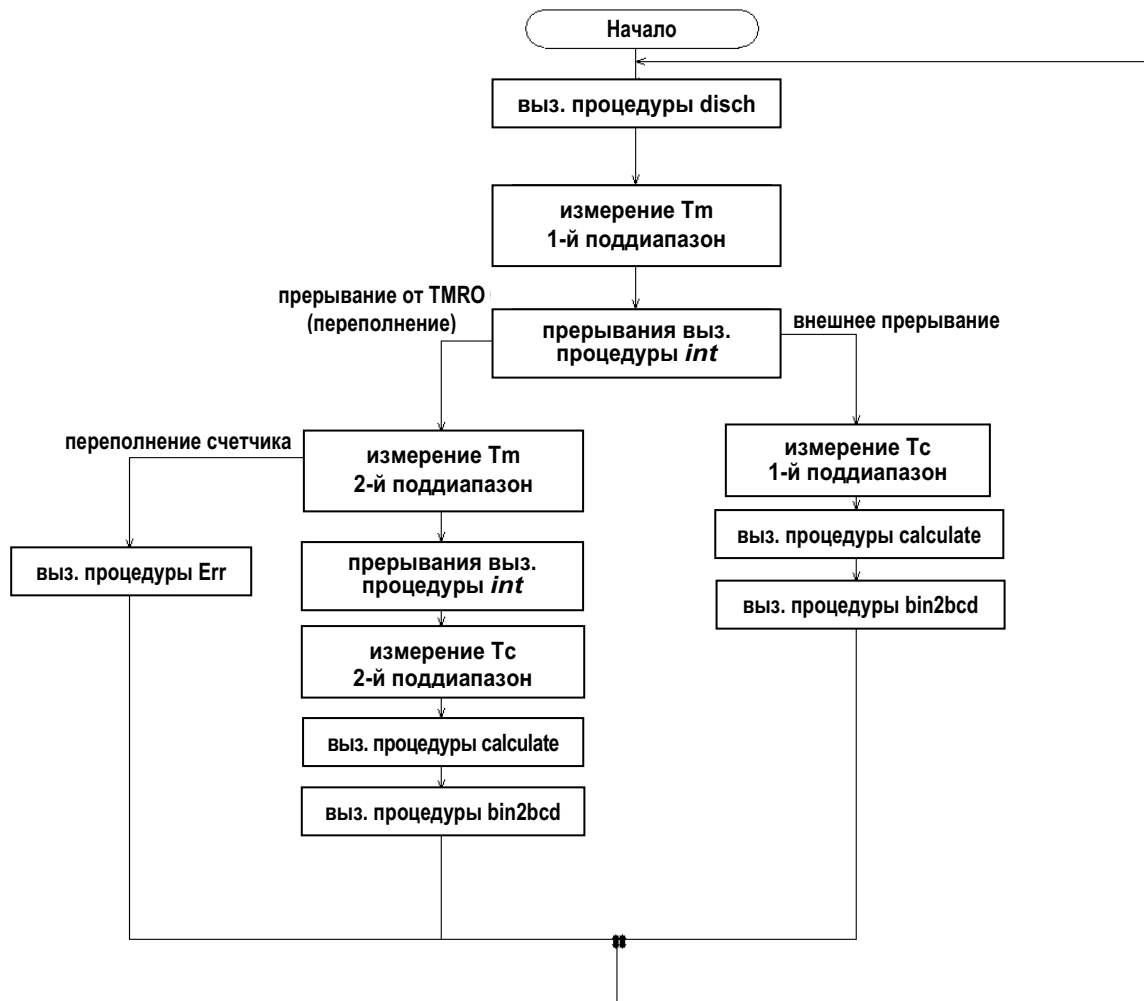 Начало
выз. процедуры disch
измерение Tm
1-й поддиапазон
прерывание от TMRO
(переполнение)
прерывания выз.
процедуры int
внешнее прерывание
переполнение счетчика
измерение Tm
2-й поддиапазон
измерение Tc
1-й поддиапазон
выз. процедуры Err
прерывания выз.
процедуры int
выз. процедуры calculate
измерение Tc
2-й поддиапазон
выз. процедуры bin2bcd
выз. процедуры calculate
выз. процедуры bin2bcd